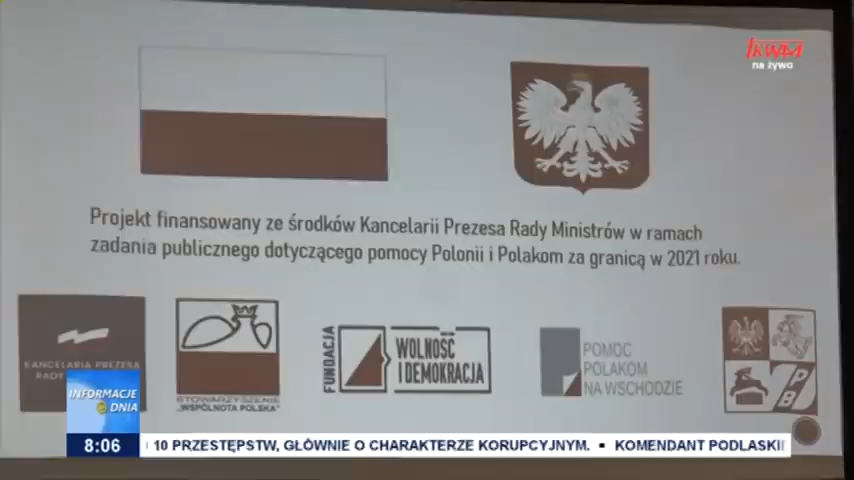 TRWAM
na żywo
Projekt finansowany ze środków Kancelarii Prezesa Rady Ministrów w ramach
zadania publicznego dotyczącego pomocy Polonii i Polakom za granicą w 2021 roku.
KANCELARIA PREZESA
RADY
STOWARZYSZENIE
„WSPÓLNOTA POLSKA"
FUNDACJA
WOLNOŚĆ
I DEMOKRACJA
POMOC
POLAKOM
NA WSCHODZIE
P
B
INFORMACJE
DNIA
8:06
10 PRZESTĘPSTW, GŁÓWNIE O CHARAKTERZE KORUPCYJNYM. ▪ KOMENDANT PODLASKI